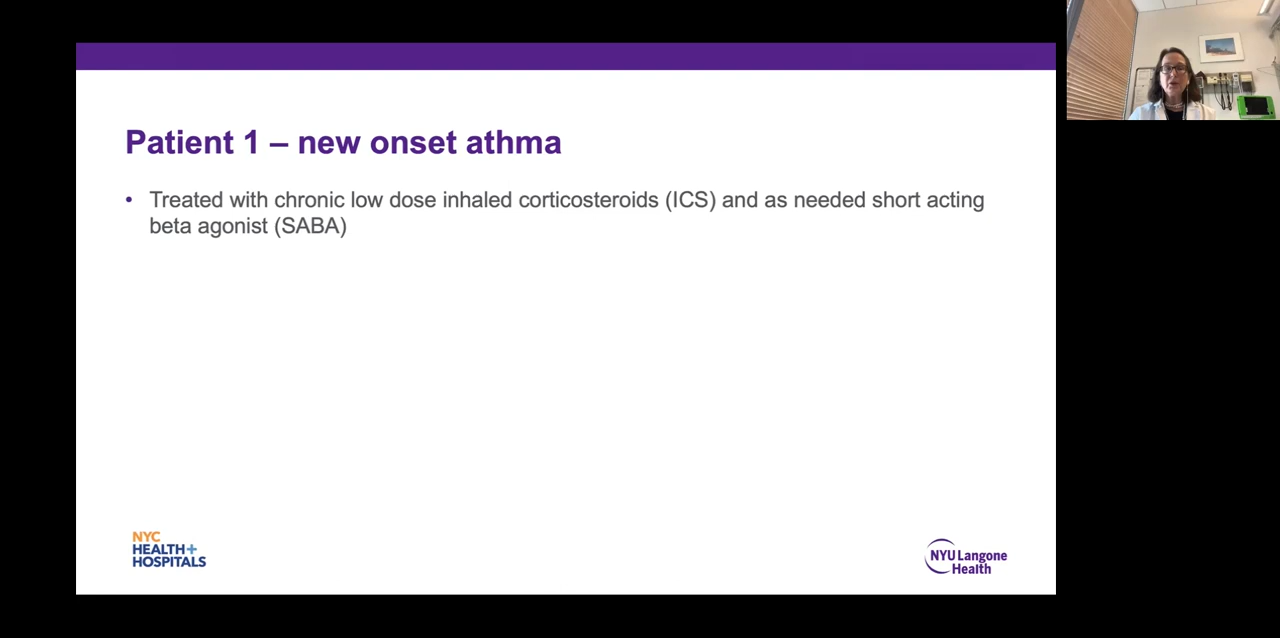 Patient 1 – new onset athma
• Treated with chronic low dose inhaled corticosteroids (ICS) and as needed short acting
beta agonist (SABA)
NYC
HEALTH+
HOSPITALS
NYU Langone
Health